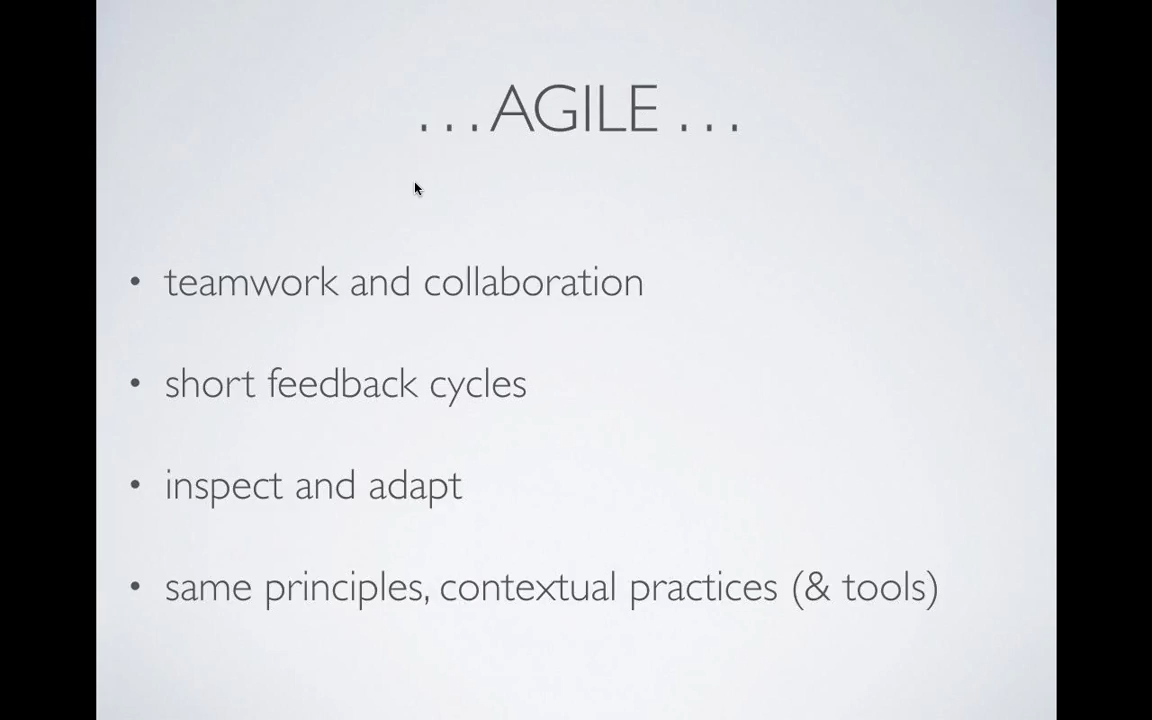 ...AGILE ...
• teamwork and collaboration
• short feedback cycles
• inspect and adapt
• same principles, contextual practices (& tools)